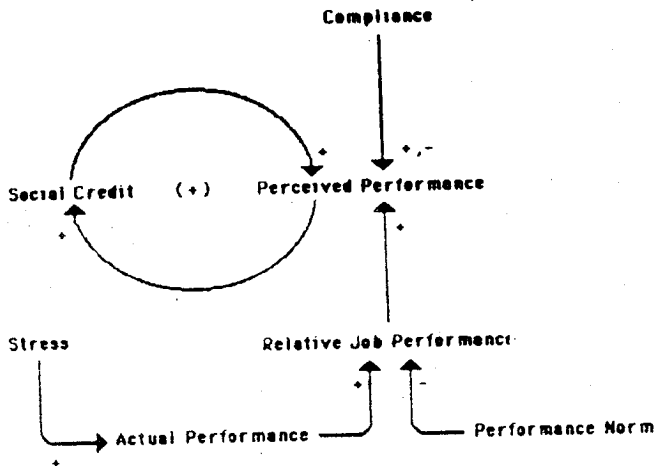 Compliance
+ +,-
Social Credit (+) Perceived Performance
+ +
Stress Relative Job Performance
+ -
Actual Performance Performance Norm
+